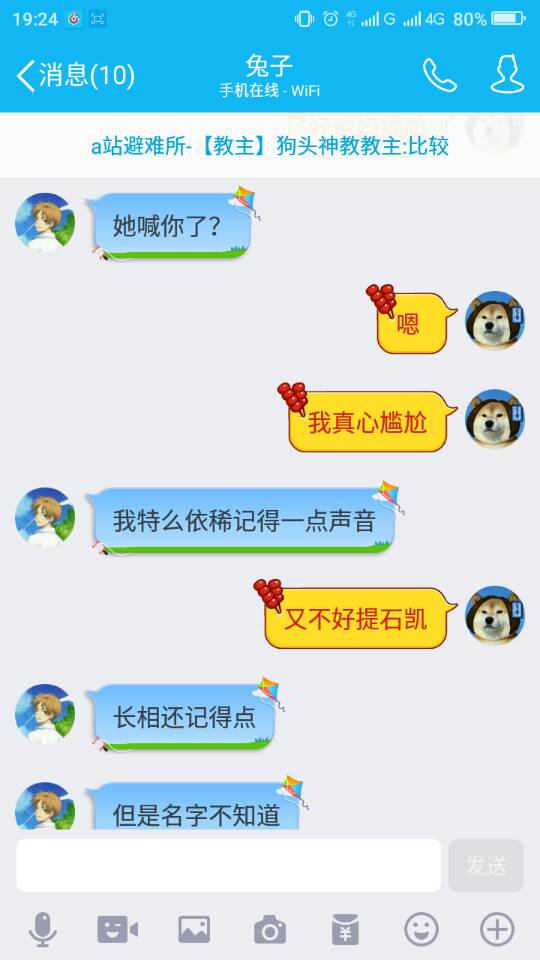 19:24
4G
G
4G
80%
消息(10)
兔子
手机在线 - WiFi
a站避难所-【教主】狗头神教教主:比较
她喊你了?
嗯
我真心尴尬
我特么依稀记得一点声音
又不好提石凯
长相还记得点
但是名字不知道
发送